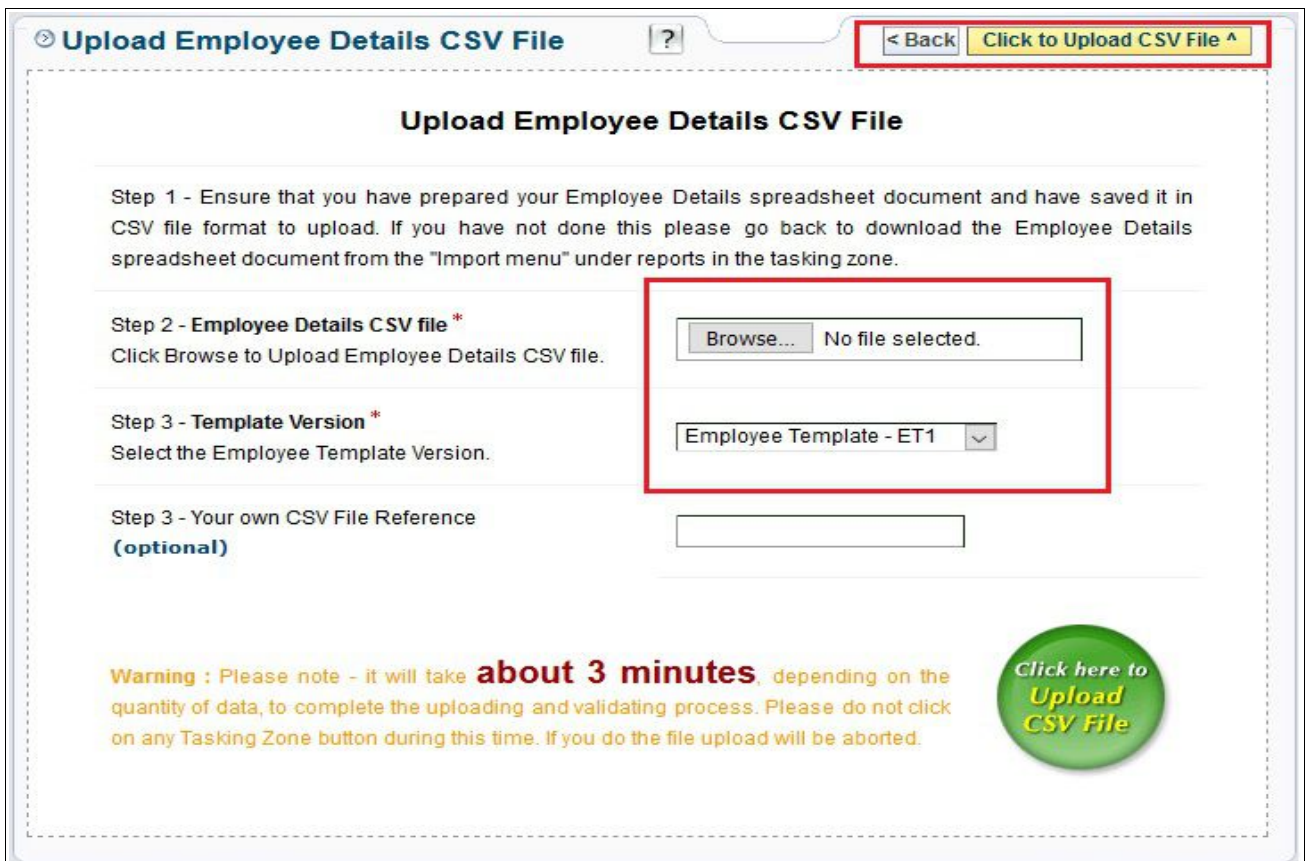 Upload Employee Details CSV File
?
< Back
Click to Upload CSV File ^
Upload Employee Details CSV File
Step 1 - Ensure that you have prepared your Employee Details spreadsheet document and have saved it in
CSV file format to upload. If you have not done this please go back to download the Employee Details
spreadsheet document from the "Import menu" under reports in the tasking zone.
Step 2 - Employee Details CSV file *
Click Browse to Upload Employee Details CSV file.
Browse... No file selected.
Step 3 - Template Version *
Select the Employee Template Version.
Employee Template - ET1
Step 3 - Your own CSV File Reference
(optional)
Warning : Please note - it will take about 3 minutes, depending on the
quantity of data, to complete the uploading and validating process. Please do not click
on any Tasking Zone button during this time. If you do the file upload will be aborted.
Click here to
Upload
CSV File